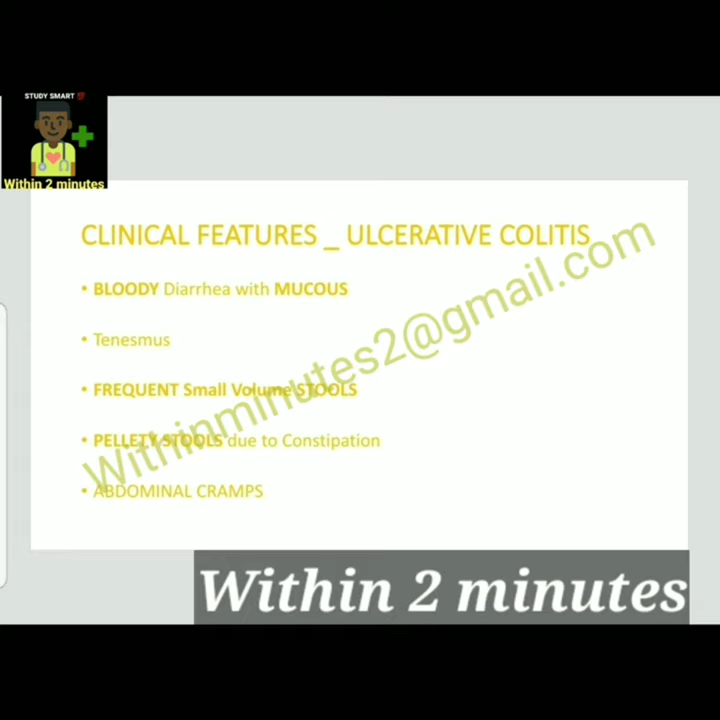 STUDY SMART 💯
Within 2 minutes
CLINICAL FEATURES _ ULCERATIVE COLITIS
• BLOODY Diarrhea with MUCOUS
• Tenesmus
• FREQUENT Small Volume STOOLS
• PELLETY STOOLS due to Constipation
• ABDOMINAL CRAMPS
Withinminutes2@gmail.com
Within 2 minutes